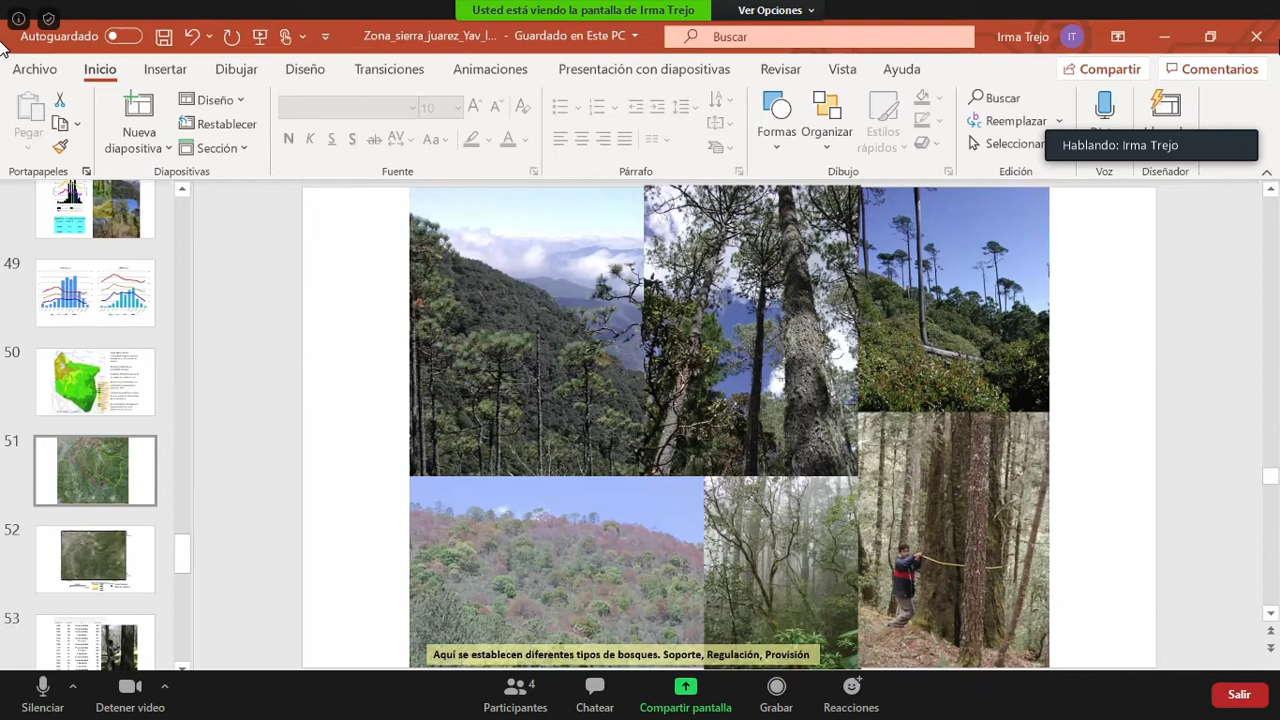 Usted está viendo la pantalla de Irma Trejo
Ver Opciones
Autoguardado
Zona_sierra_juarez_Yav_I... - Guardado en Este PC
Buscar
Irma Trejo
IT
Archivo
Inicio
Insertar
Dibujar
Diseño
Transiciones
Animaciones
Presentación con diapositivas
Revisar
Vista
Ayuda
Compartir
Comentarios
Pegar
Nueva
diapositiva
Diseño
Restablecer
Sección
Formas
Organizar
Estilos
rápidos
Buscar
Reemplazar
Seleccionar
Hablando: Irma Trejo
Portapapeles
Diapositivas
Fuente
Párrafo
Dibujo
Edición
Voz
Diseñador
49
50
51
52
53
Aquí se estable diferentes tipos de bosques. Soporte, Regulación, Provisión
Silenciar
Detener video
4
Participantes
Chatear
Compartir pantalla
Grabar
Reacciones
Salir